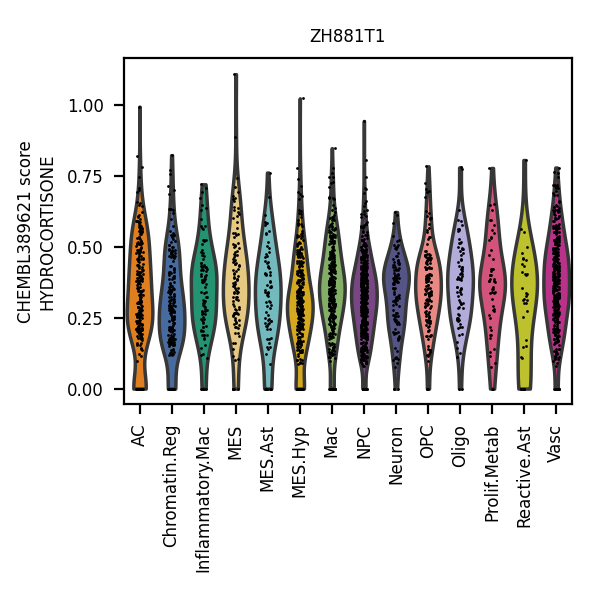 ZH881T1
CHEMBL389621 score
HYDROCORTISONE
1.00
0.75
0.50
0.25
0.00
AC
Chromatin.Reg
Inflammatory.Mac
MES
MES.Ast
MES.Hyp
Mac
NPC
Neuron
OPC
Oligo
Prolif.Metab
Reactive.Ast
Vasc